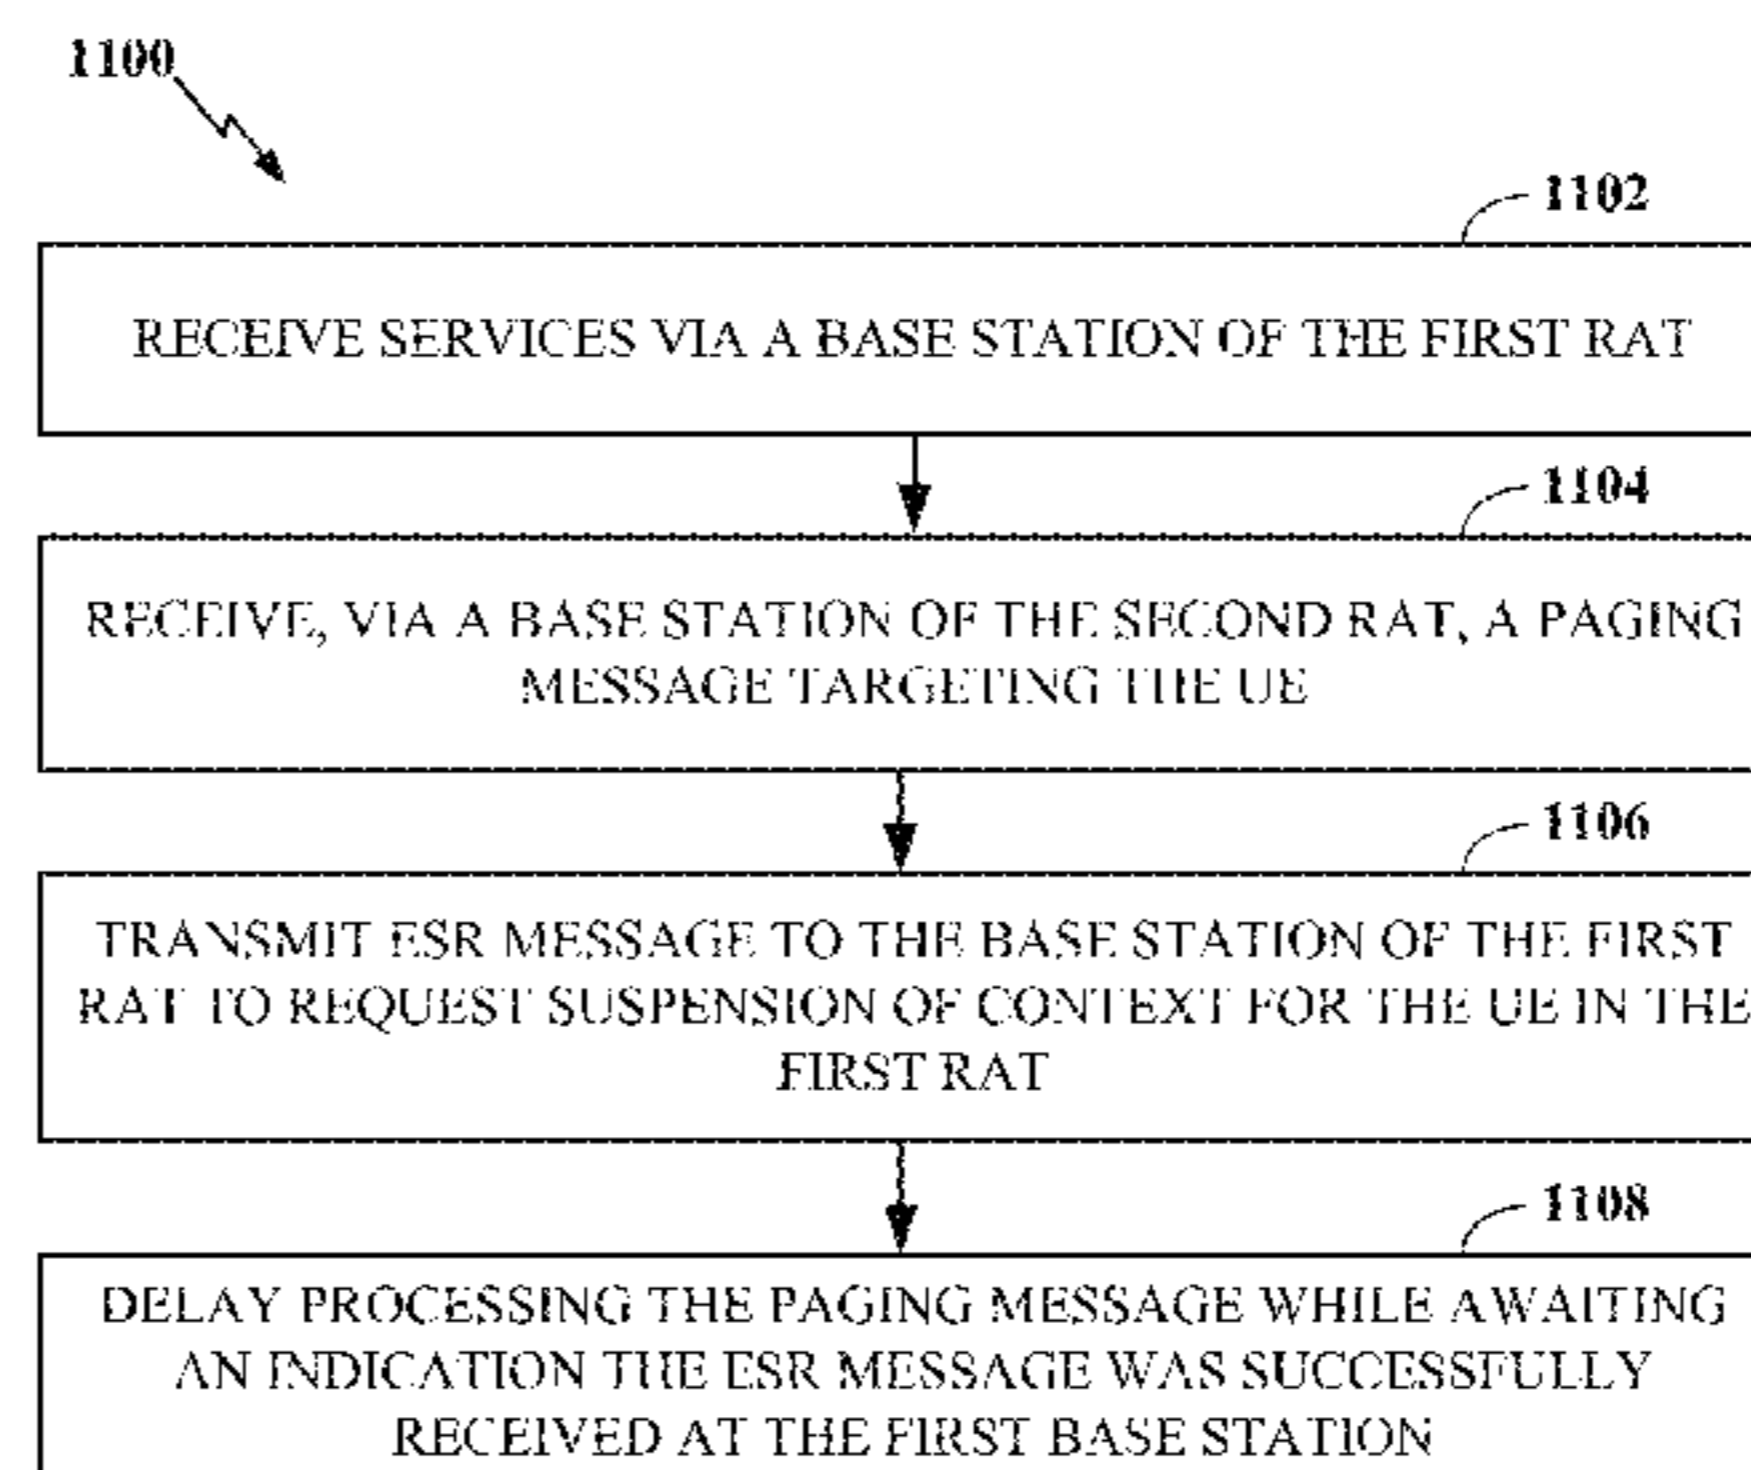 1100
1102
RECEIVE SERVICES VIA A BASE STATION OF THE FIRST RAT
1104
RECEIVE, VIA A BASE STATION OF THE SECOND RAT, A PAGING
MESSAGE TARGETING THE UE
1106
TRANSMIT ESR MESSAGE TO THE BASE STATION OF THE FIRST
RAT TO REQUEST SUSPENSION OF CONTEXT FOR THE UE IN THE
FIRST RAT
1108
DELAY PROCESSING THE PAGING MESSAGE WHILE AWAITING
AN INDICATION THE ESR MESSAGE WAS SUCCESSFULLY
RECEIVED AT THE FIRST BASE STATION